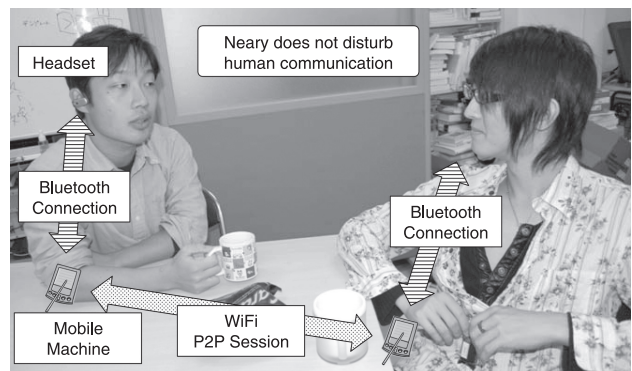 Headset
Neary does not disturb
human communication
Bluetooth
Connection
Bluetooth
Connection
WiFi
P2P Session
Mobile
Machine